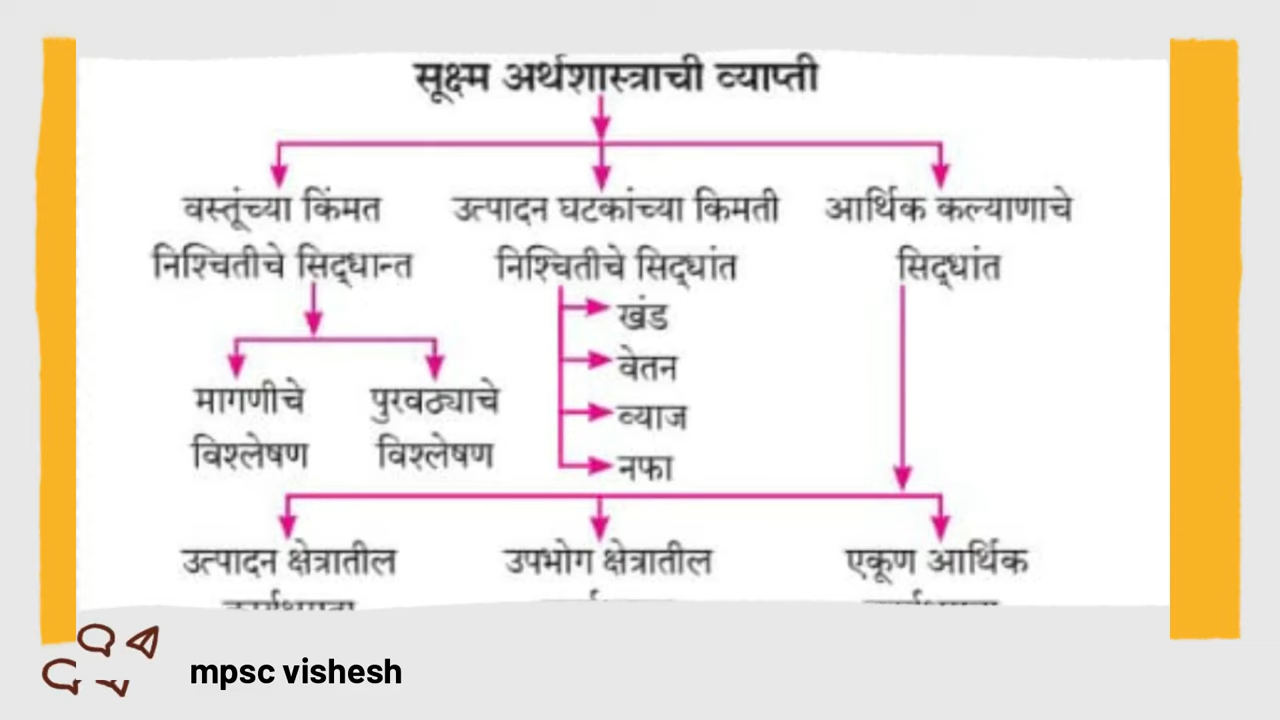 सूक्ष्म अर्थशास्त्राची व्याप्ती
वस्तूंच्या किंमत
निश्चितीचे सिद्धान्त
उत्पादन घटकांच्या किमती
निश्चितीचे सिद्धांत
आर्थिक कल्याणाचे
सिद्धांत
मागणीचे
विश्लेषण
पुरवठ्याचे
विश्लेषण
खंड
वेतन
व्याज
नफा
उत्पादन क्षेत्रातील
उपभोग क्षेत्रातील
एकूण आर्थिक
mpsc vishesh